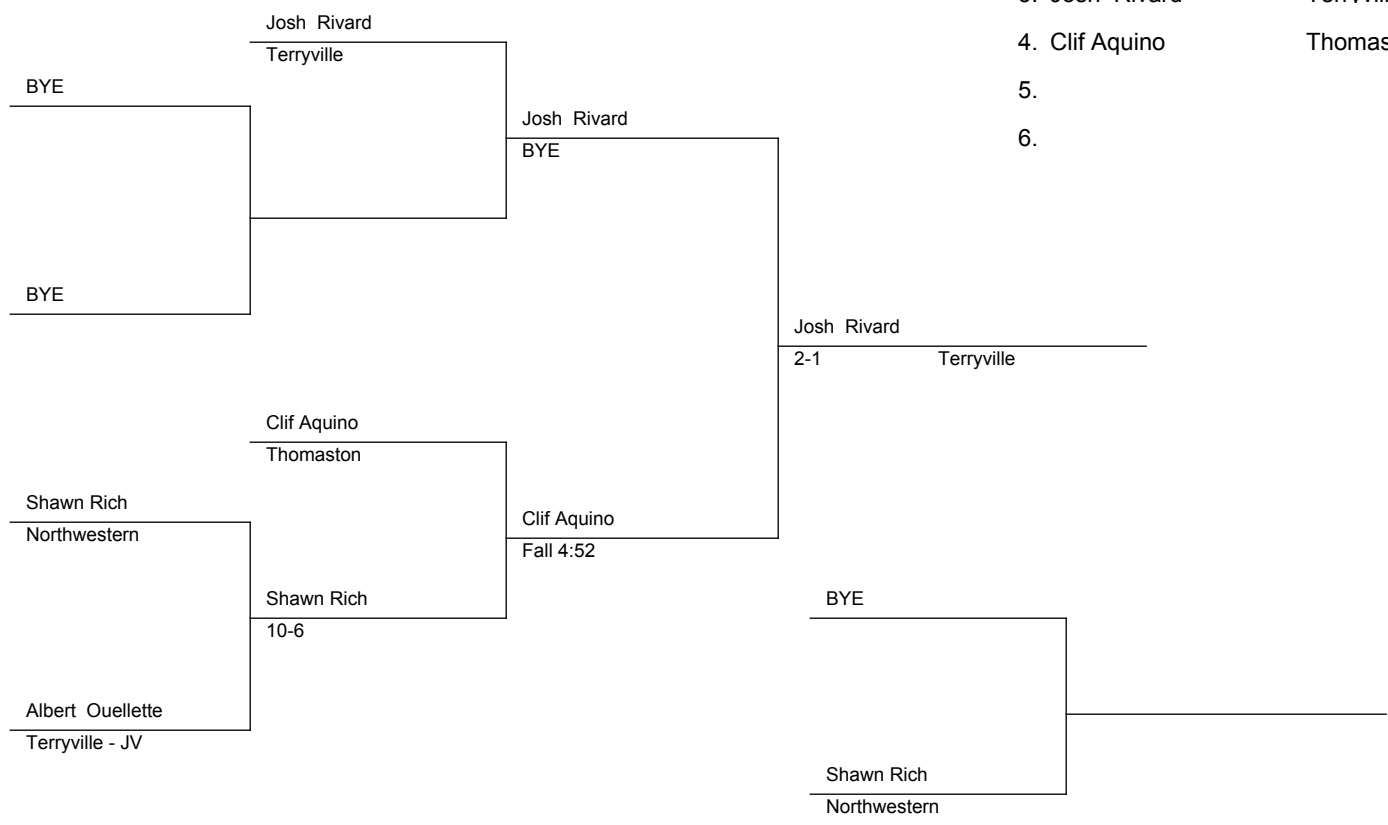 Josh Rivard
Terryville
4. Clif Aquino
BYE
5.
Josh Rivard
BYE
6.
BYE
Josh Rivard
2-1 Terryville
Clif Aquino
Thomaston
Shawn Rich
Northwestern
Clif Aquino
Fall 4:52
Shawn Rich
10-6
BYE
Albert Ouellette
Terryville - JV
Shawn Rich
Northwestern